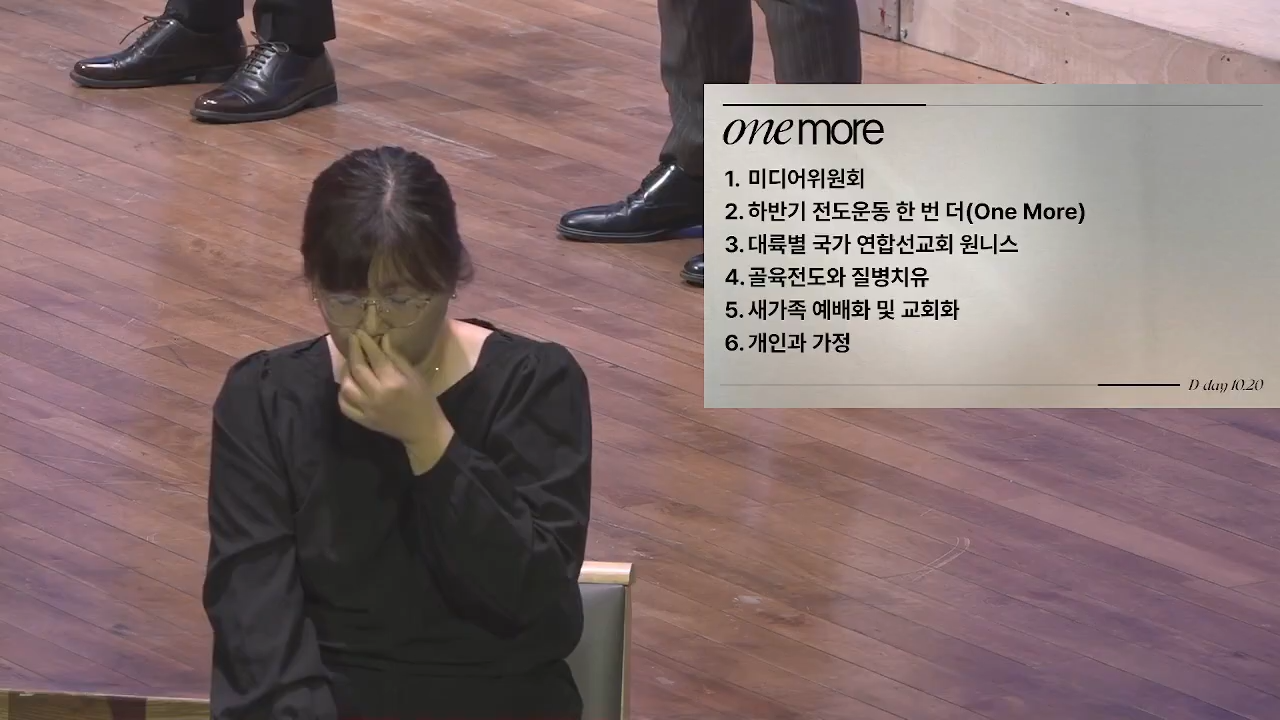 one more
1. 미디어위원회
2. 하반기 전도운동 한 번 더(One More)
3. 대륙별 국가 연합선교회 원니스
4. 골육전도와 질병치유
5. 새가족 예배화 및 교회화
6. 개인과 가정
D day 10.20